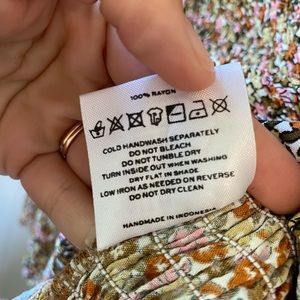 100% RAYON
COLD HANDWASH SEPARATELY
DO NOT BLEACH
DO NOT TUMBLE DRY
TURN INSIDE OUT WHEN WASHING
DRY FLAT IN SHADE
LOW IRON AS NEEDED ON REVERSE
DO NOT DRY CLEAN
HANDMADE IN INDONESIA